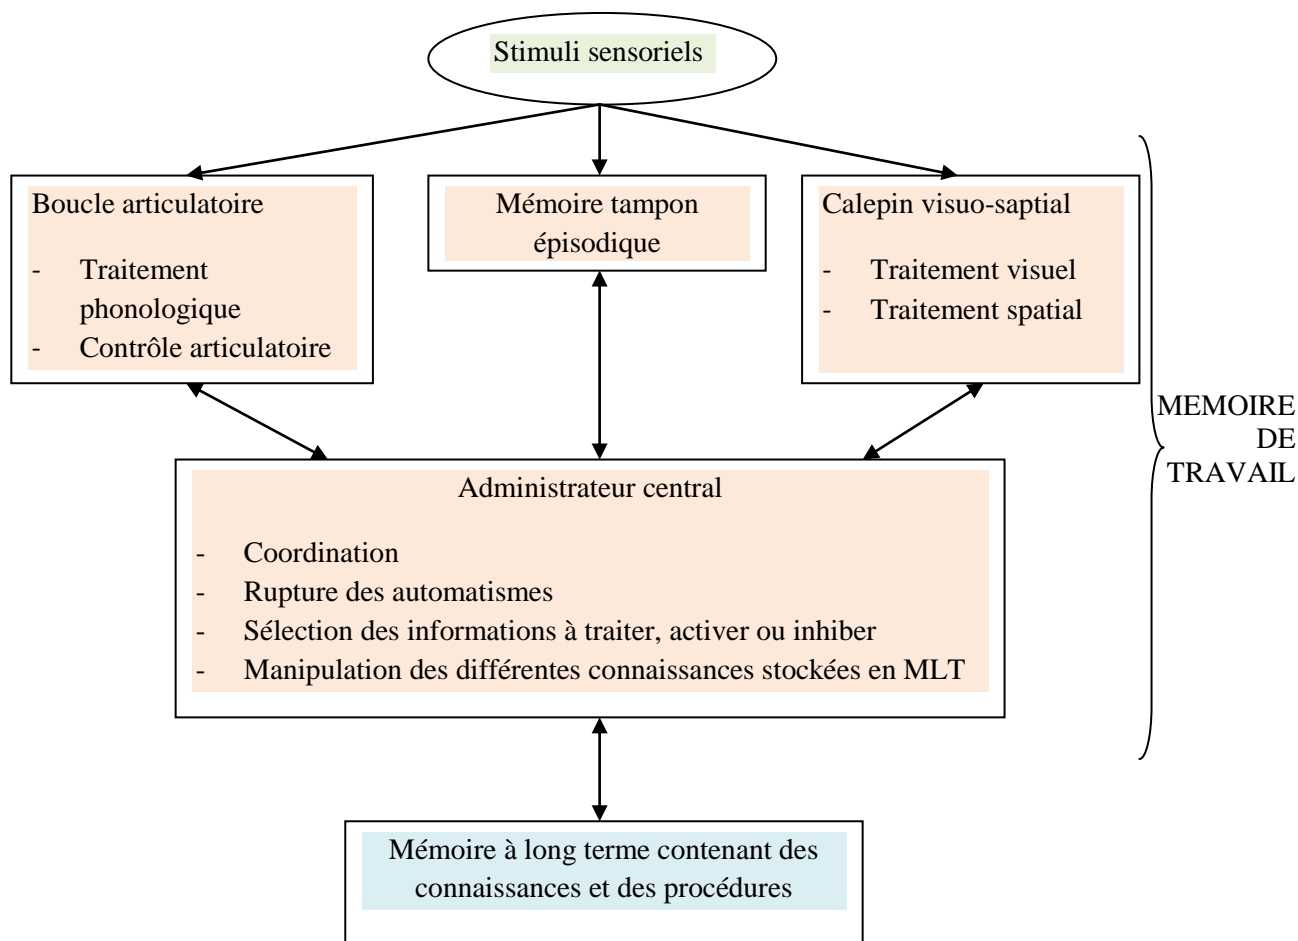 Stimuli sensoriels
Boucle articulatoire
- Traitement
phonologique
- Contrôle articulatoire
Mémoire tampon
épisodique
Calepin visuo-saptial
- Traitement visuel
- Traitement spatial
MEMOIRE
DE
TRAVAIL
Administrateur central
- Coordination
- Rupture des automatismes
- Sélection des informations à traiter, activer ou inhiber
- Manipulation des différentes connaissances stockées en MLT
Mémoire à long terme contenant des
connaissances et des procédures